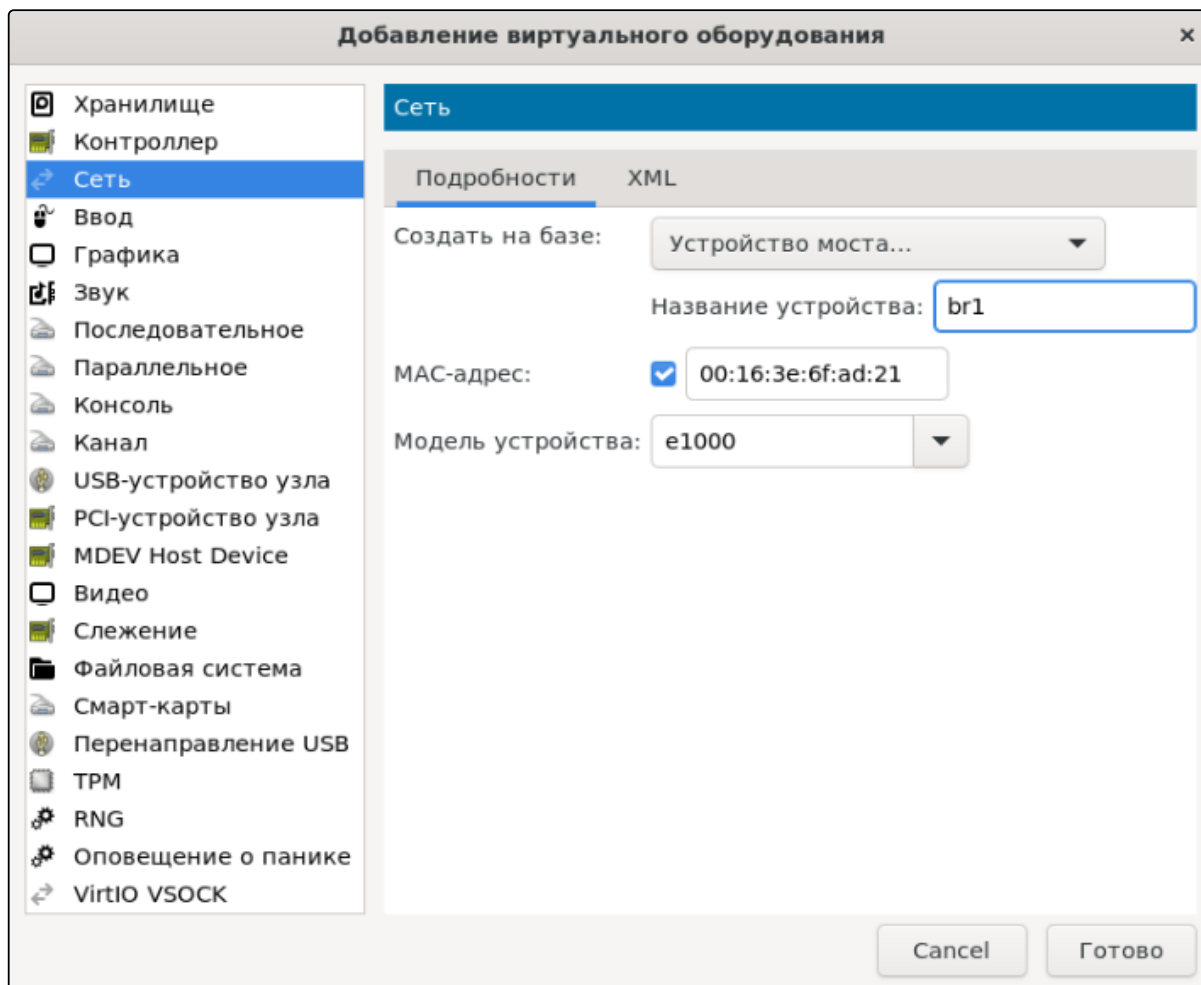 Добавление виртуального оборудования
Хранилище
Контроллер
Сеть
Ввод
Графика
Звук
Последовательное
Параллельное
Консоль
Канал
USB-устройство узла
PCI-устройство узла
MDEV Host Device
Видео
Слежение
Файловая система
Смарт-карты
Перенаправление USB
TPM
RNG
Оповещение о панике
VirtIO VSOCK
Сеть
Подробности XML
Создать на базе: Устройство моста...
Название устройства: br1
MAC-адрес: 00:16:3e:6f:ad:21
Модель устройства: e1000
Cancel Готово